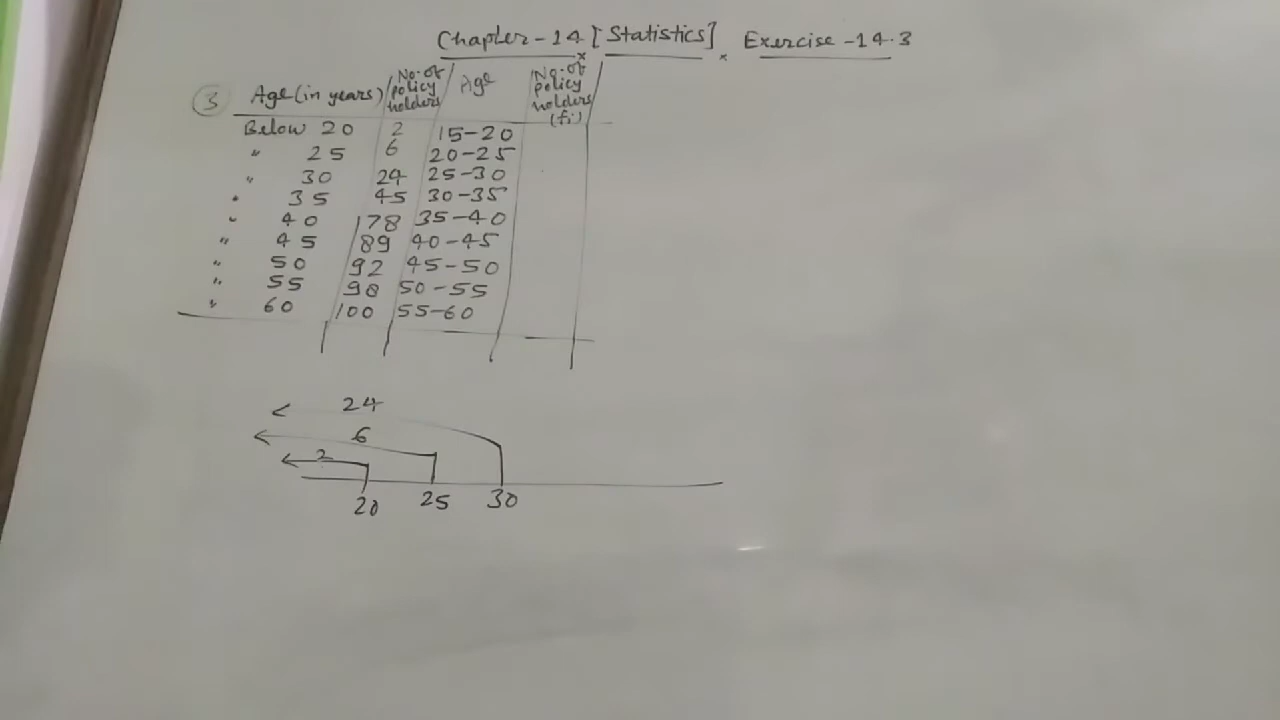 Chapter-14 [Statistics] Exercise -14.3
3 Age (in years) No. of policy holders Age No. of policy holders (fi)
Below 20 2 15-20
" 25 6 20-25
" 30 24 25-30
" 35 45 30-35
" 40 178 35-40
" 45 89 40-45
" 50 92 45-50
" 55 98 50-55
" 60 100 55-60
24
6
2
20 25 30